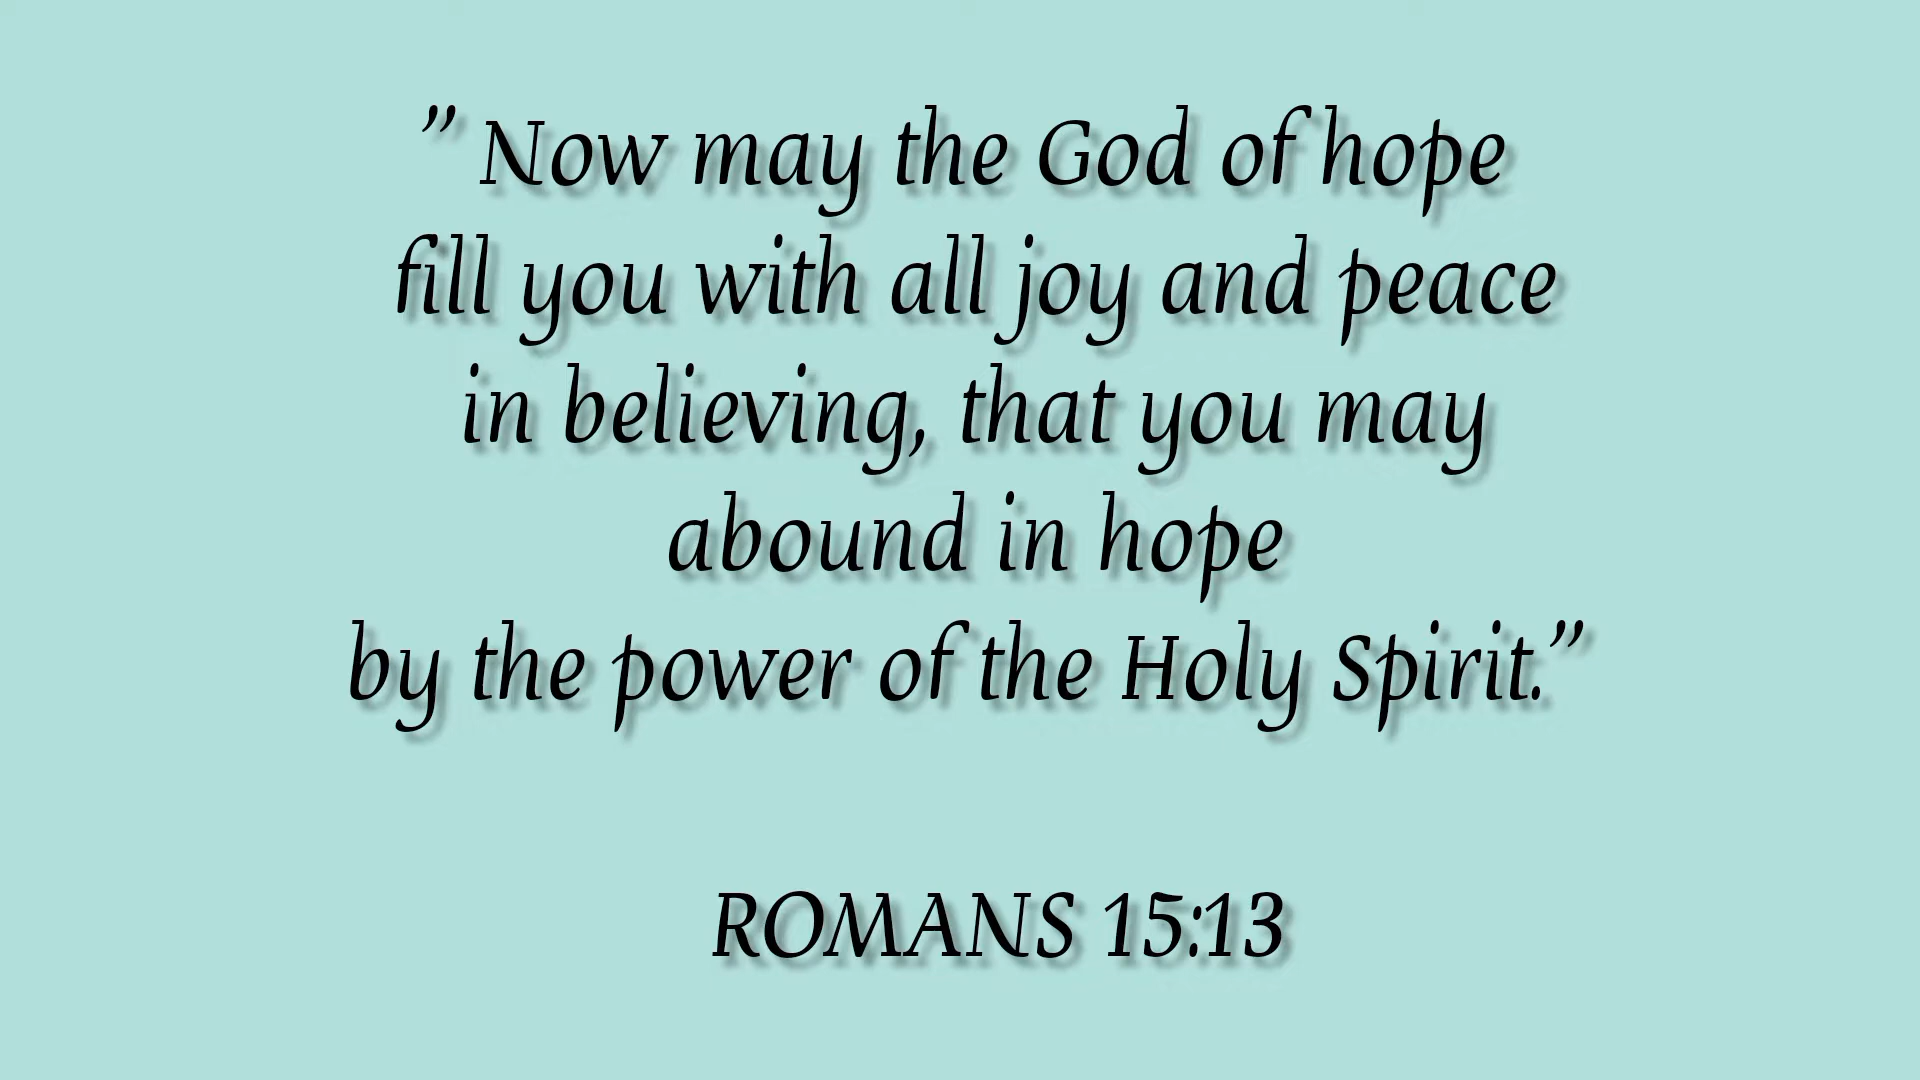 ” Now may the God of hope
fill you with all joy and peace
in believing, that you may
abound in hope
by the power of the Holy Spirit.”
ROMANS 15:13